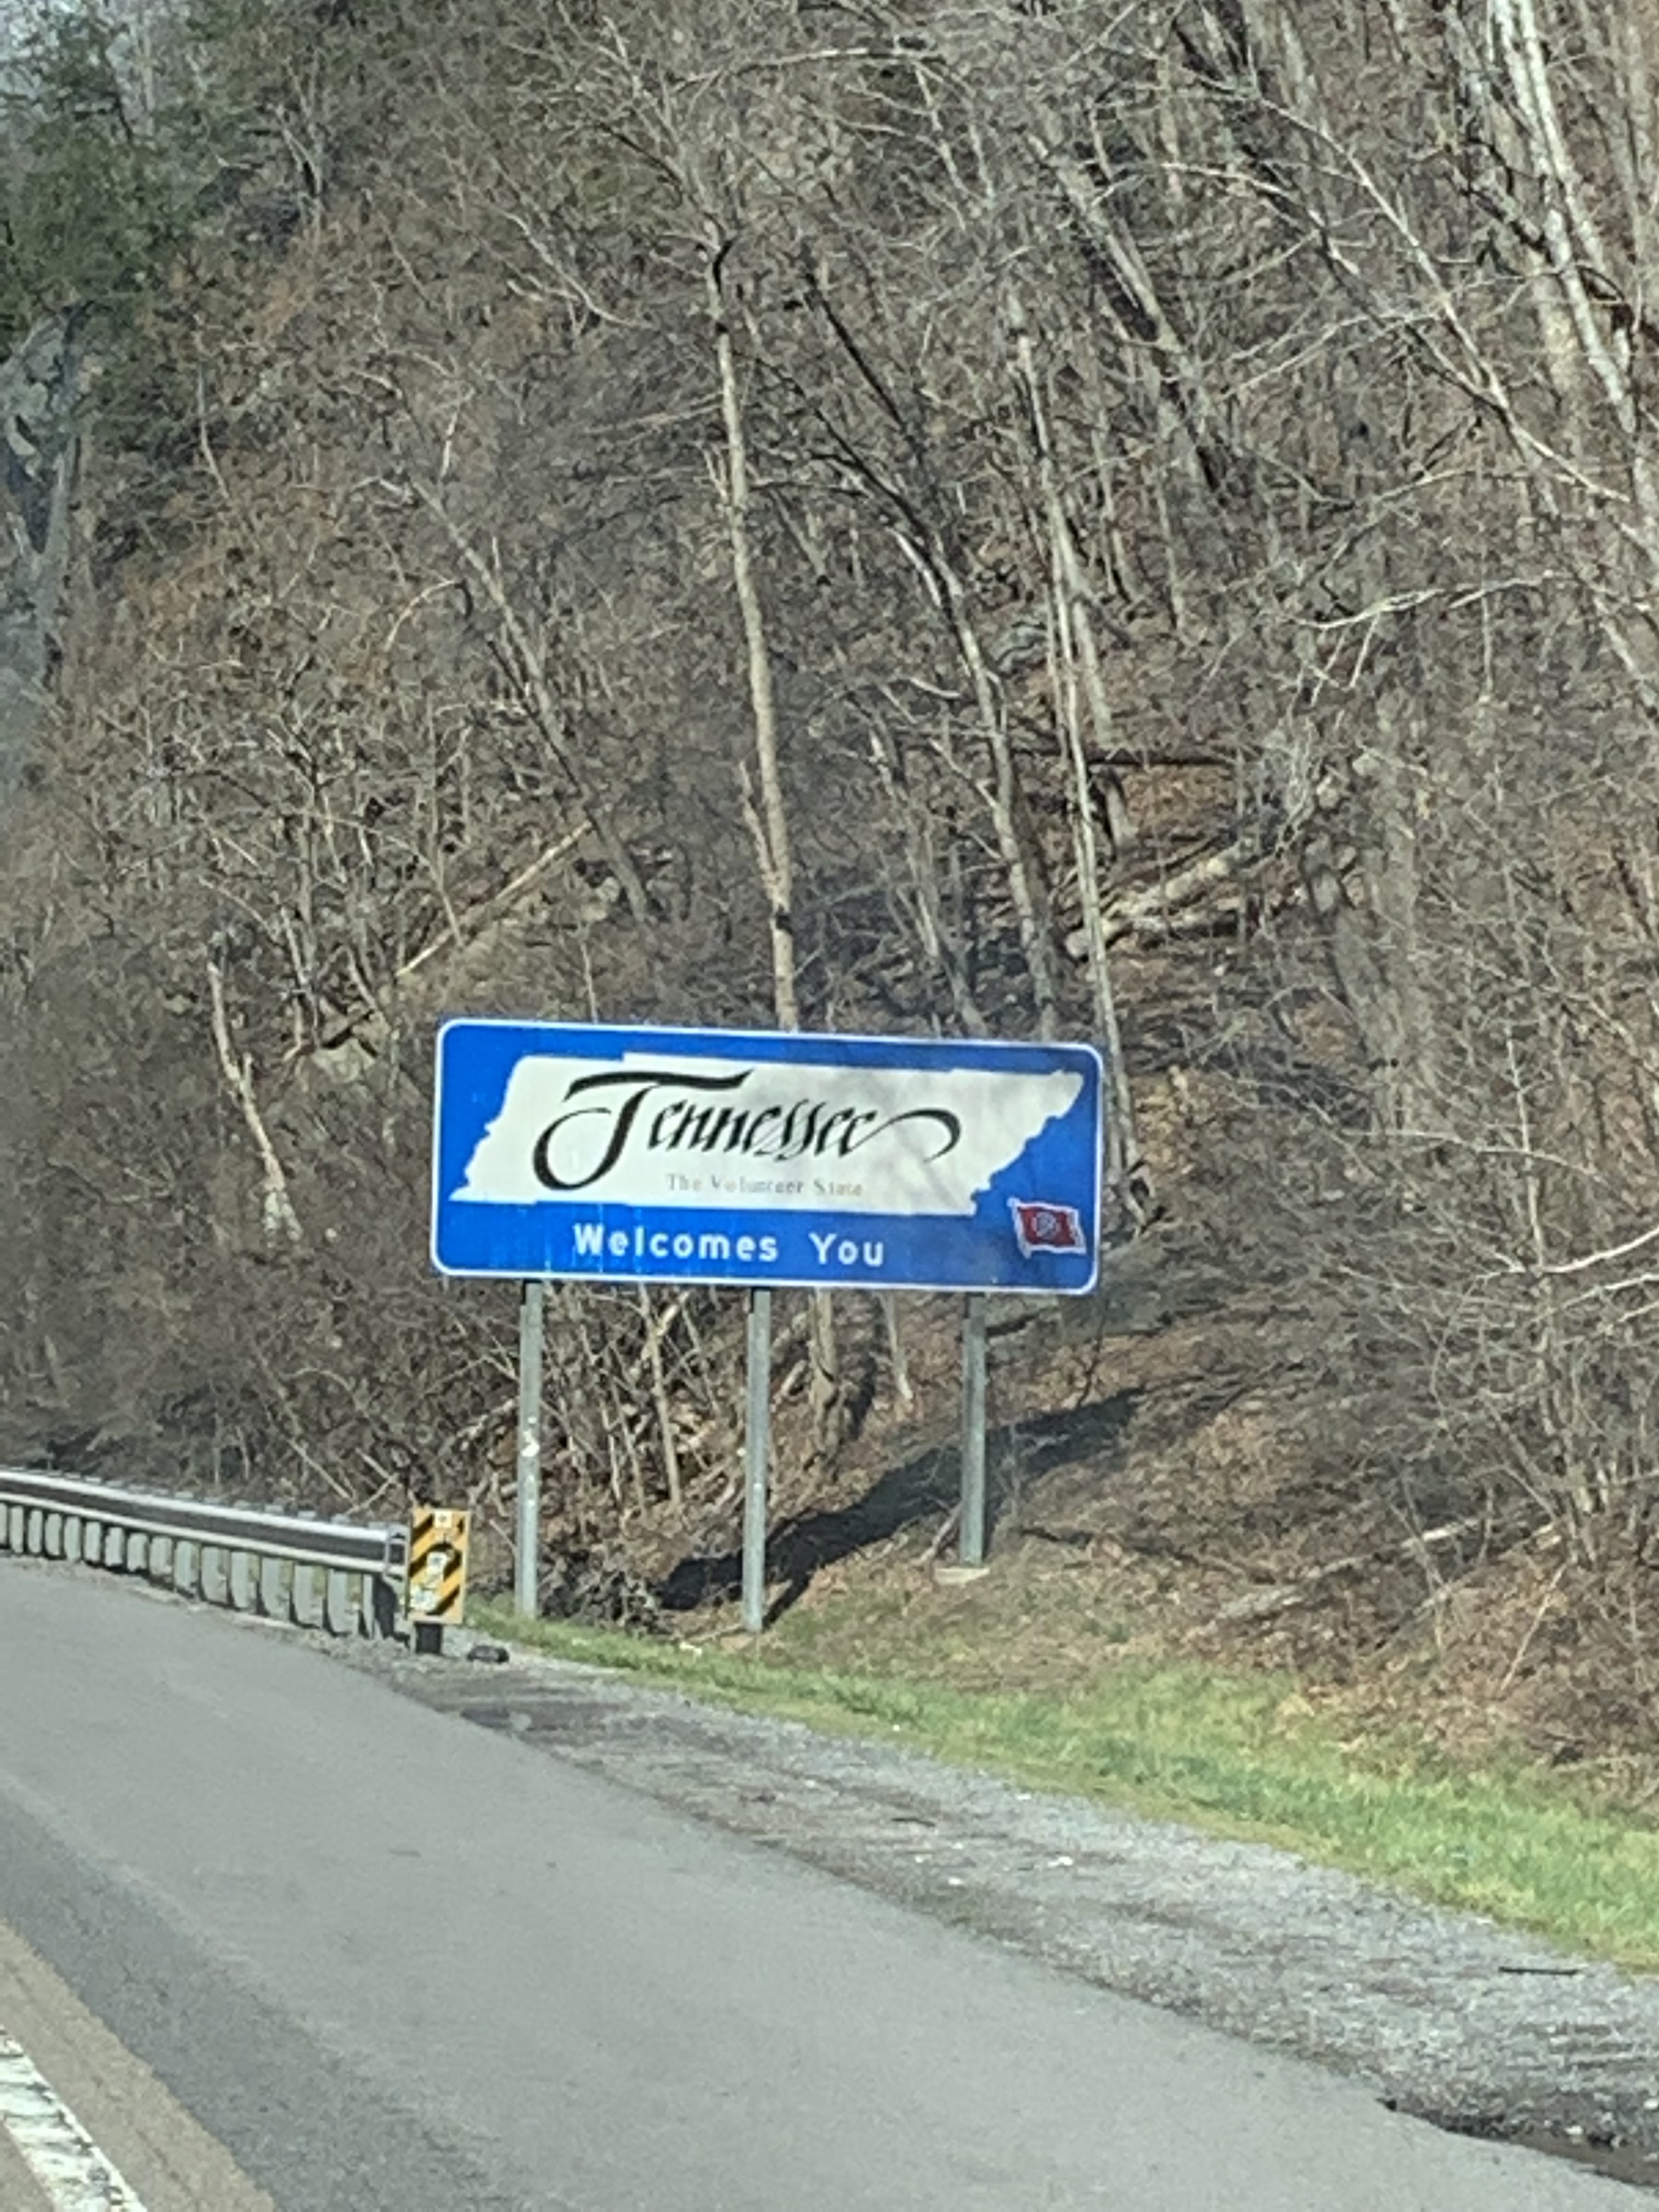 Tennessee
The Volunteer State
Welcomes You